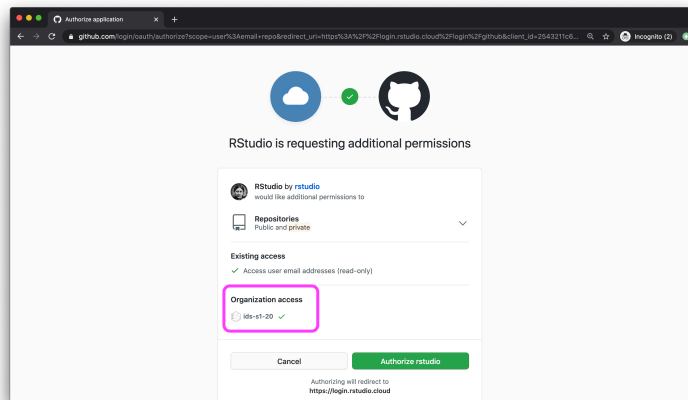 Authorize application
github.com/login/oauth/authorize?scope=user%3Aemail+repo&redirect_uri=https%3A%2F%2Flogin.rstudio.cloud%2Flogin%2Fgithub&client_id=2543211c6...
Incognito (2)
RStudio is requesting additional permissions
RStudio by rstudio
would like additional permissions to
Repositories
Public and private
Existing access
Access user email addresses (read-only)
Organization access
ids-s1-20
Cancel
Authorize rstudio
Authorizing will redirect to
https://login.rstudio.cloud